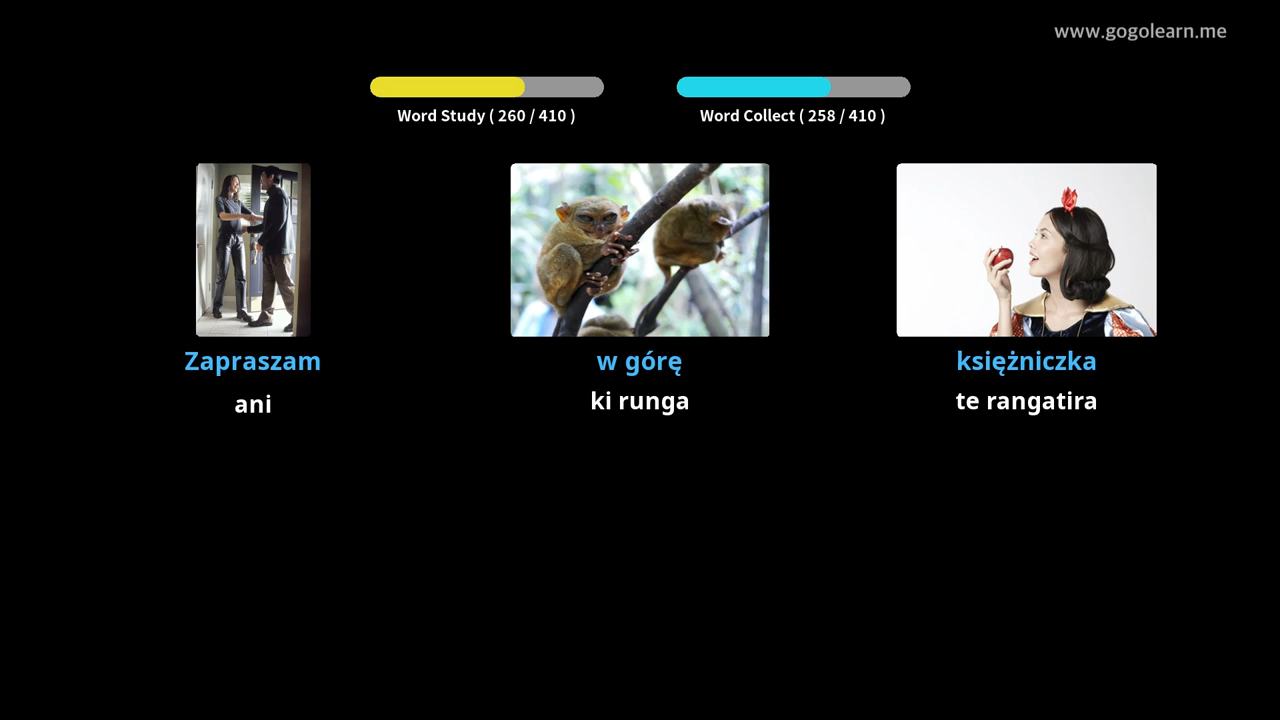 www.gogolearn.me
Word Study ( 260 / 410 )
Word Collect ( 258 / 410 )
Zapraszam
ani
w górę
ki runga
księżniczka
te rangatira